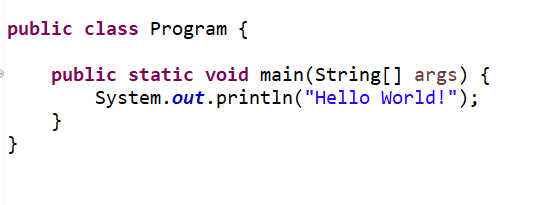 public class Program {
    public static void main(String[] args) {
        System.out.println("Hello World!");
    }
}